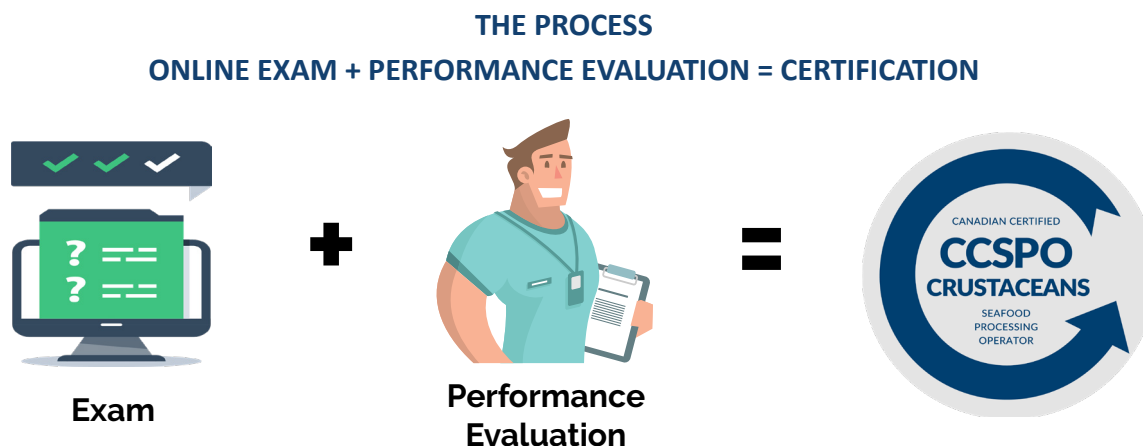 THE PROCESS
ONLINE EXAM + PERFORMANCE EVALUATION = CERTIFICATION
? 
?
+
=
CANADIAN CERTIFIED
CCSPO
CRUSTACEANS
SEAFOOD
PROCESSING
OPERATOR
Exam
Performance
Evaluation